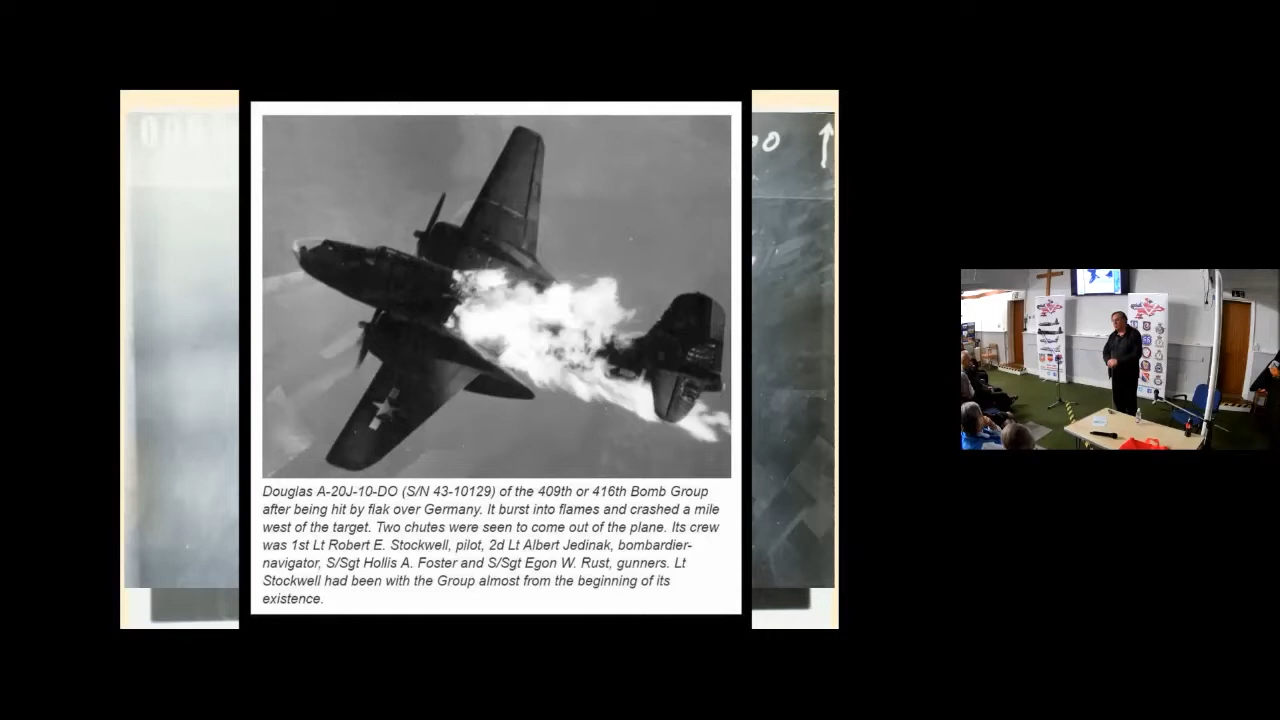 Douglas A-20J-10-DO (S/N 43-10129) of the 409th or 416th Bomb Group
after being hit by flak over Germany. It burst into flames and crashed a mile
west of the target. Two chutes were seen to come out of the plane. Its crew
was 1st Lt Robert E. Stockwell, pilot, 2d Lt Albert Jedinak, bombardier-
navigator, S/Sgt Hollis A. Foster and S/Sgt Egon W. Rust, gunners. Lt
Stockwell had been with the Group almost from the beginning of its
existence.